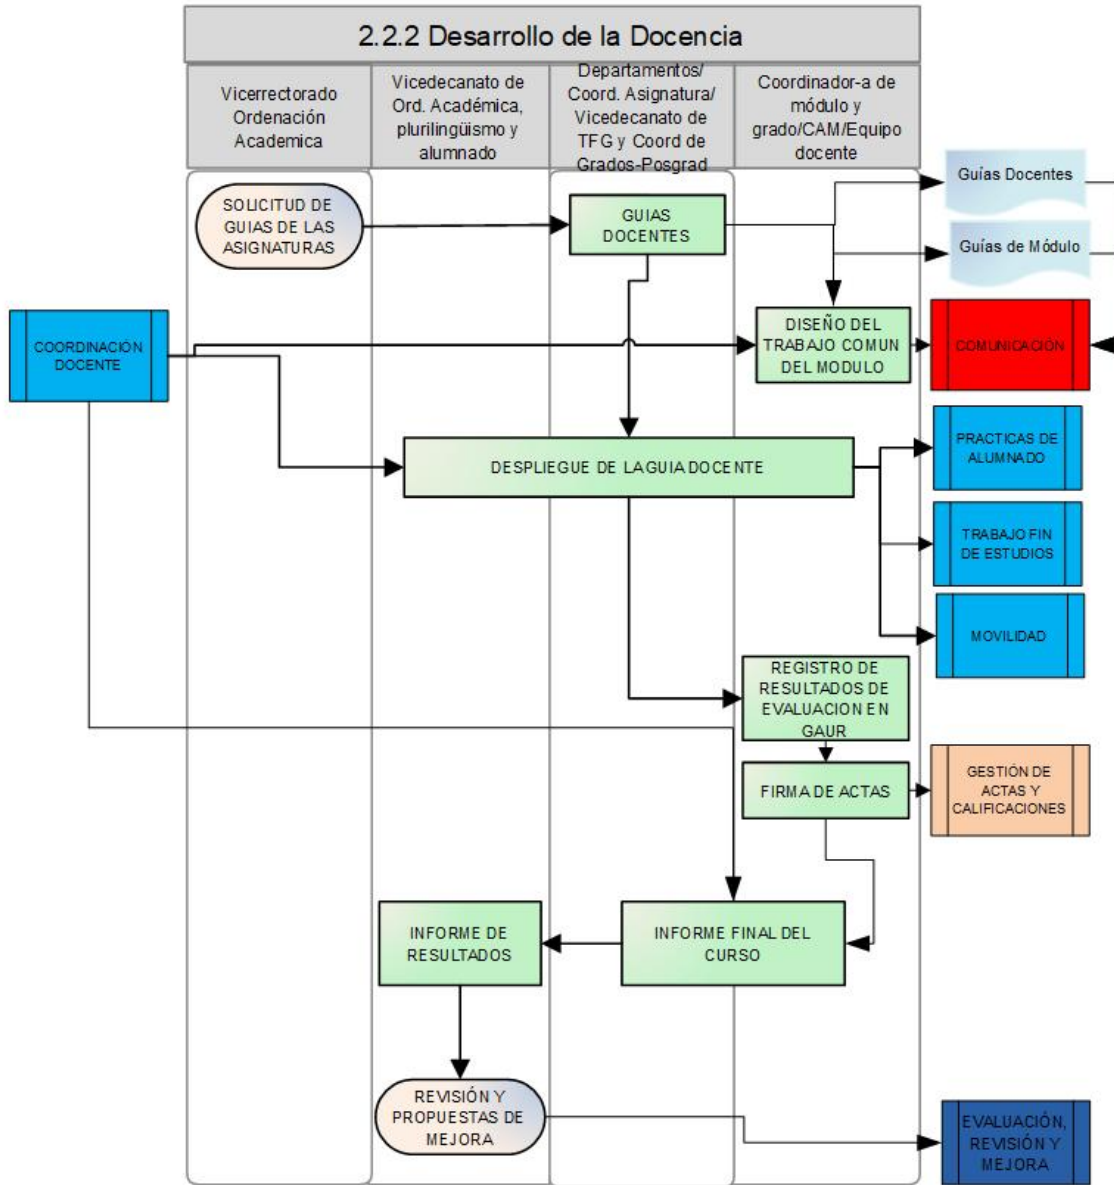 2.2.2 Desarrollo de la Docencia
Vicerrectorado
Ordenación
Academica
Vicedecanato de
Ord. Académica,
plurilingüismo y
alumnado
Departamentos/
Coord. Asignatura/
Vicedecanato de
TFG y Coord de
Grados-Posgrad
Coordinador-a de
módulo y
grado/CAM/Equipo
docente
SOLICITUD DE
GUIAS DE LAS
ASIGNATURAS
GUIAS
DOCENTES
Guías Docentes
Guías de Módulo
COORDINACIÓN
DOCENTE
DISEÑO DEL
TRABAJO COMUN
DEL MODULO
COMUNICACIÓN
DESPLIEGUE DE LA GUIA DOCENTE
PRACTICAS DE
ALUMNADO
TRABAJO FIN
DE ESTUDIOS
MOVILIDAD
REGISTRO DE
RESULTADOS DE
EVALUACION EN
GAUR
FIRMA DE ACTAS
GESTIÓN DE
ACTAS Y
CALIFICACIONES
INFORME DE
RESULTADOS
INFORME FINAL DEL
CURSO
REVISIÓN Y
PROPUESTAS DE
MEJORA
EVALUACIÓN,
REVISIÓN Y
MEJORA